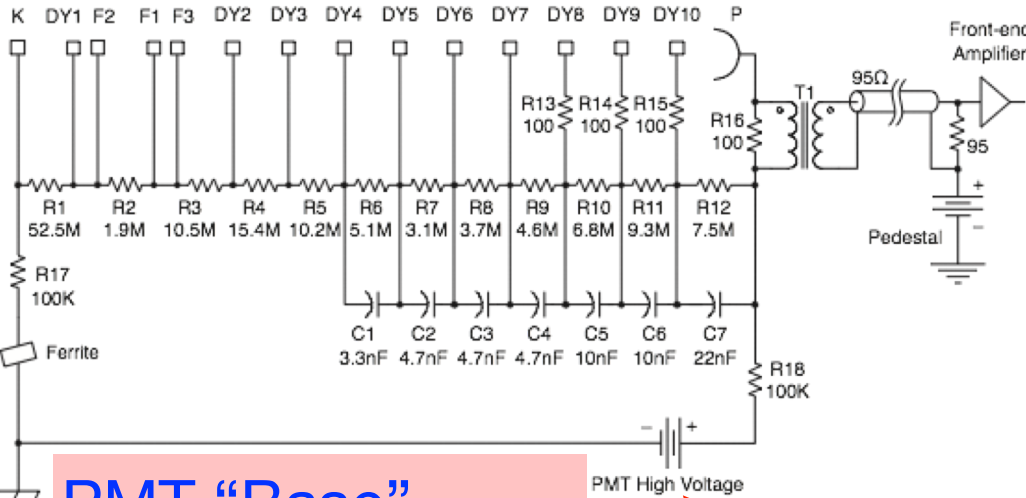 K DY1 F2 F1 F3 DY2 DY3 DY4 DY5 DY6 DY7 DY8 DY9 DY10 P
Front-end
Amplifier
95Ω
T1
R13
100
R14
100
R15
100
R16
100
95
R1
52.5M
R2
1.9M
R3
10.5M
R4
15.4M
R5
10.2M
R6
5.1M
R7
3.1M
R8
3.7M
R9
4.6M
R10
6.8M
R11
9.3M
R12
7.5M
+
Pedestal
−
R17
100K
C1
3.3nF
C2
4.7nF
C3
4.7nF
C4
4.7nF
C5
10nF
C6
10nF
C7
22nF
Ferrite
R18
100K
− +
PMT High Voltage
PMT “Base”